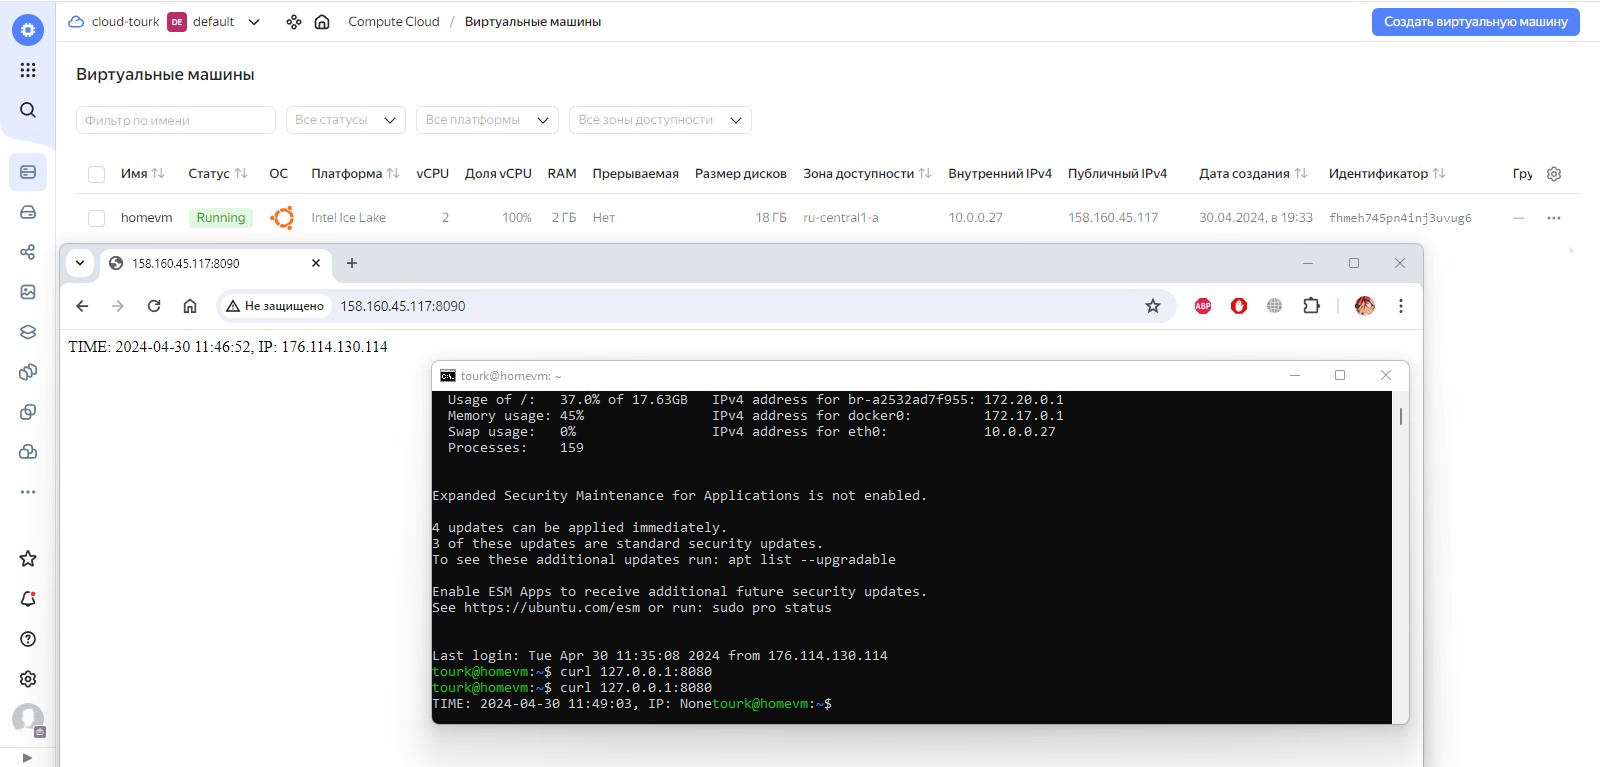 cloud-tourk DE default Compute Cloud / Виртуальные машины Создать виртуальную машину
Виртуальные машины
Фильтр по имени Все статусы Все платформы Все зоны доступности
Имя Статус ОС Платформа vCPU Доля vCPU RAM Прерываемая Размер дисков Зона доступности Внутренний IPv4 Публичный IPv4 Дата создания Идентификатор Гру
homevm Running Intel Ice Lake 2 100% 2 ГБ Нет 18 ГБ ru-central1-a 10.0.0.27 158.160.45.117 30.04.2024, в 19:33 fhmeh745pn4inj3uvug6 —
158.160.45.117:8090
Не защищено 158.160.45.117:8090 ABP
TIME: 2024-04-30 11:46:52, IP: 176.114.130.114
C:\. tourk@homevm: ~
Usage of /: 37.0% of 17.63GB IPv4 address for br-a2532ad7f955: 172.20.0.1
Memory usage: 45% IPv4 address for docker0: 172.17.0.1
Swap usage: 0% IPv4 address for eth0: 10.0.0.27
Processes: 159
Expanded Security Maintenance for Applications is not enabled.
4 updates can be applied immediately.
3 of these updates are standard security updates.
To see these additional updates run: apt list --upgradable
Enable ESM Apps to receive additional future security updates.
See https://ubuntu.com/esm or run: sudo pro status
Last login: Tue Apr 30 11:35:08 2024 from 176.114.130.114
tourk@homevm:~$ curl 127.0.0.1:8080
tourk@homevm:~$ curl 127.0.0.1:8080
TIME: 2024-04-30 11:49:03, IP: Nonetourk@homevm:~$